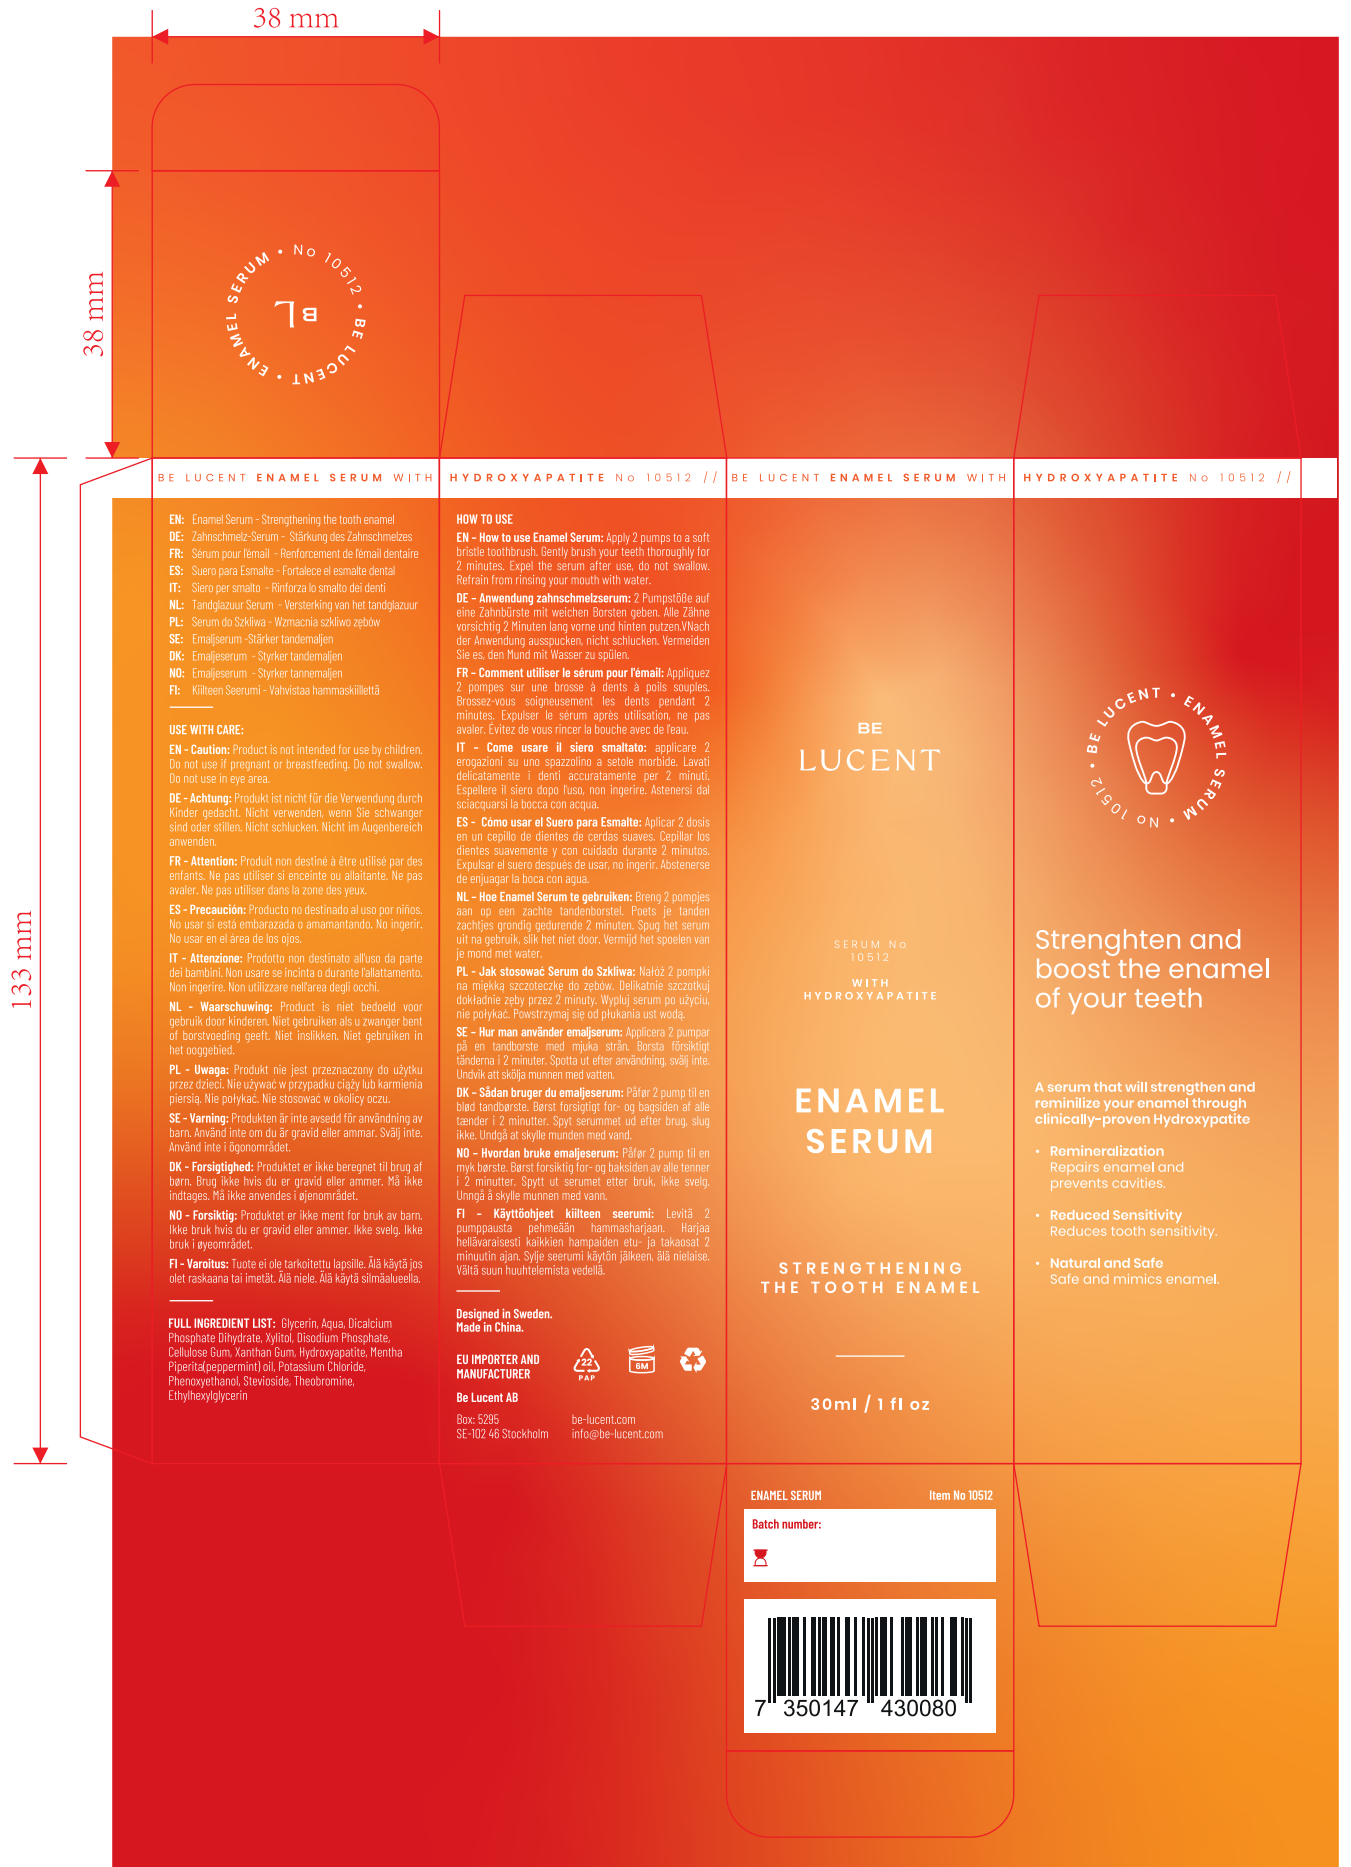 38 mm
38 mm
133 mm
ENAMEL SERUM • No 10512 • BE LUCENT •
BL
BE LUCENT ENAMEL SERUM WITH HYDROXYAPATITE No 10512 // BE LUCENT ENAMEL SERUM WITH HYDROXYAPATITE No 10512 //
EN: Enamel Serum - Strengthening the tooth enamel
DE: Zahnschmelz-Serum - Stärkung des Zahnschmelzes
FR: Sérum pour l'émail - Renforcement de l'émail dentaire
ES: Suero para Esmalte - Fortalece el esmalte dental
IT: Siero per smalto - Rinforza lo smalto dei denti
NL: Tandglazuur Serum - Versterking van het tandglazuur
PL: Serum do Szkliwa - Wzmacnia szkliwo zębów
SE: Emaljserum -Stärker tandemaljen
DK: Emaljeserum - Styrker tandemaljen
NO: Emaljeserum - Styrker tannemaljen
FI: Kiilteen Seerumi - Vahvistaa hammaskiillettä
USE WITH CARE:
EN - Caution: Product is not intended for use by children.
Do not use if pregnant or breastfeeding. Do not swallow.
Do not use in eye area.
DE - Achtung: Produkt ist nicht für die Verwendung durch
Kinder gedacht. Nicht verwenden, wenn Sie schwanger
sind oder stillen. Nicht schlucken. Nicht im Augenbereich
anwenden.
FR - Attention: Produit non destiné à être utilisé par des
enfants. Ne pas utiliser si enceinte ou allaitante. Ne pas
avaler. Ne pas utiliser dans la zone des yeux.
ES - Precaución: Producto no destinado al uso por niños.
No usar si está embarazada o amamantando. No ingerir.
No usar en el área de los ojos.
IT - Attenzione: Prodotto non destinato all'uso da parte
dei bambini. Non usare se incinta o durante l'allattamento.
Non ingerire. Non utilizzare nell'area degli occhi.
NL - Waarschuwing: Product is niet bedoeld voor
gebruik door kinderen. Niet gebruiken als u zwanger bent
of borstvoeding geeft. Niet inslikken. Niet gebruiken in
het ooggebied.
PL - Uwaga: Produkt nie jest przeznaczony do użytku
przez dzieci. Nie używać w przypadku ciąży lub karmienia
piersią. Nie połykać. Nie stosować w okolicy oczu.
SE - Varning: Produkten är inte avsedd för användning av
barn. Använd inte om du är gravid eller ammar. Svälj inte.
Använd inte i ögonområdet.
DK - Forsigtighed: Produktet er ikke beregnet til brug af
børn. Brug ikke hvis du er gravid eller ammer. Må ikke
indtages. Må ikke anvendes i øjenområdet.
NO - Forsiktig: Produktet er ikke ment for bruk av barn.
Ikke bruk hvis du er gravid eller ammer. Ikke svelg. Ikke
bruk i øyeområdet.
FI - Varoitus: Tuote ei ole tarkoitettu lapsille. Älä käytä jos
olet raskaana tai imetät. Älä niele. Älä käytä silmäalueella.
FULL INGREDIENT LIST: Glycerin, Aqua, Dicalcium
Phosphate Dihydrate, Xylitol, Disodium Phosphate,
Cellulose Gum, Xanthan Gum, Hydroxyapatite, Mentha
Piperita(peppermint) oil, Potassium Chloride,
Phenoxyethanol, Stevioside, Theobromine,
Ethylhexylglycerin
HOW TO USE
EN – How to use Enamel Serum: Apply 2 pumps to a soft
bristle toothbrush. Gently brush your teeth thoroughly for
2 minutes. Expel the serum after use, do not swallow.
Refrain from rinsing your mouth with water.
DE – Anwendung zahnschmelzserum: 2 Pumpstöße auf
eine Zahnbürste mit weichen Borsten geben. Alle Zähne
vorsichtig 2 Minuten lang vorne und hinten putzen.VNach
der Anwendung ausspucken, nicht schlucken. Vermeiden
Sie es, den Mund mit Wasser zu spülen.
FR – Comment utiliser le sérum pour l'émail: Appliquez
2 pompes sur une brosse à dents à poils souples.
Brossez-vous soigneusement les dents pendant 2
minutes. Expulser le sérum après utilisation, ne pas
avaler. Évitez de vous rincer la bouche avec de l'eau.
IT – Come usare il siero smaltato: applicare 2
erogazioni su uno spazzolino a setole morbide. Lavati
delicatamente i denti accuratamente per 2 minuti.
Espellere il siero dopo l'uso, non ingerire. Astenersi dal
sciacquarsi la bocca con acqua.
ES - Cómo usar el Suero para Esmalte: Aplicar 2 dosis
en un cepillo de dientes de cerdas suaves. Cepillar los
dientes suavemente y con cuidado durante 2 minutos.
Expulsar el suero después de usar, no ingerir. Abstenerse
de enjuagar la boca con agua.
NL – Hoe Enamel Serum te gebruiken: Breng 2 pompjes
aan op een zachte tandenborstel. Poets je tanden
zachtjes grondig gedurende 2 minuten. Spug het serum
uit na gebruik, slik het niet door. Vermijd het spoelen van
je mond met water.
PL - Jak stosować Serum do Szkliwa: Nałóż 2 pompki
na miękką szczoteczkę do zębów. Delikatnie szczotkuj
dokładnie zęby przez 2 minuty. Wypluj serum po użyciu,
nie połykać. Powstrzymaj się od płukania ust wodą.
SE – Hur man använder emaljserum: Applicera 2 pumpar
på en tandborste med mjuka strån. Borsta försiktigt
tänderna i 2 minuter. Spotta ut efter användning, svälj inte.
Undvik att skölja munnen med vatten.
DK – Sådan bruger du emaljeserum: Påfør 2 pump til en
blød tandbørste. Børst forsigtigt for- og bagsiden af alle
tænder i 2 minutter. Spyt serummet ud efter brug, slug
ikke. Undgå at skylle munden med vand.
NO – Hvordan bruke emaljeserum: Påfør 2 pump til en
myk børste. Børst forsiktig for- og baksiden av alle tenner
i 2 minutter. Spytt ut serumet etter bruk, ikke svelg.
Unngå å skylle munnen med vann.
FI – Käyttöohjeet kiilteen seerumi: Levitä 2
pumppausta pehmeään hammasharjaan. Harjaa
hellävaraisesti kaikkien hampaiden etu- ja takaosat 2
minuutin ajan. Sylje seerumi käytön jälkeen, älä nielaise.
Vältä suun huuhtelemista vedellä.
Designed in Sweden.
Made in China.
EU IMPORTER AND
MANUFACTURER
22
PAP
6M
Be Lucent AB
Box: 5295
SE-102 46 Stockholm
be-lucent.com
info@be-lucent.com
BE
LUCENT
SERUM No
10512
WITH
HYDROXYAPATITE
ENAMEL
SERUM
STRENGTHENING
THE TOOTH ENAMEL
30ml / 1 fl oz
BE LUCENT • ENAMEL SERUM • No 10512 •
Strenghten and
boost the enamel
of your teeth
A serum that will strengthen and
reminilize your enamel through
clinically-proven Hydroxypatite
• Remineralization
Repairs enamel and
prevents cavities.
• Reduced Sensitivity
Reduces tooth sensitivity.
• Natural and Safe
Safe and mimics enamel.
ENAMEL SERUM Item No 10512
Batch number:
7 350147 430080